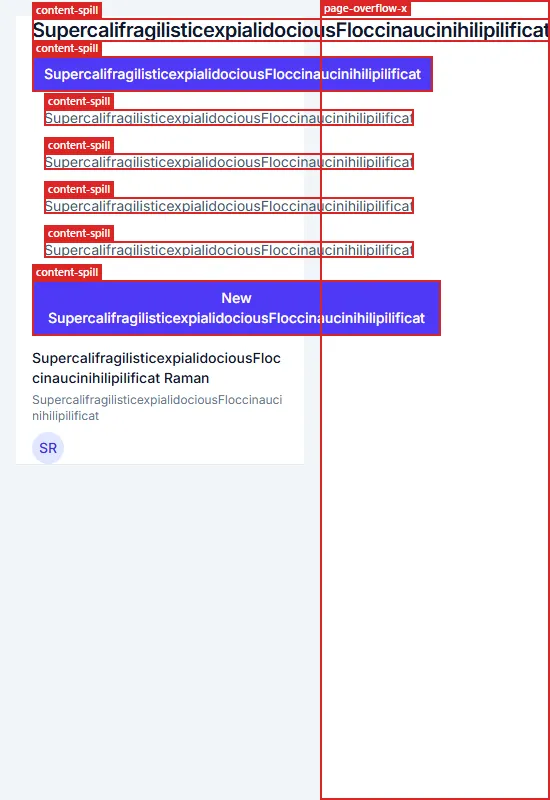 content-spill
page-overflow-x
SupercalifragilisticexpialidociousFloccinaucinihilipilificat
content-spill
SupercalifragilisticexpialidociousFloccinaucinihilipilificat
content-spill
SupercalifragilisticexpialidociousFloccinaucinihilipilificat
content-spill
SupercalifragilisticexpialidociousFloccinaucinihilipilificat
content-spill
SupercalifragilisticexpialidociousFloccinaucinihilipilificat
content-spill
SupercalifragilisticexpialidociousFloccinaucinihilipilificat
content-spill
New
SupercalifragilisticexpialidociousFloccinaucinihilipilificat
SupercalifragilisticexpialidociousFloc
cinaucinihilipilificat Raman
SupercalifragilisticexpialidociousFloccinauci
nihilipilificat
SR